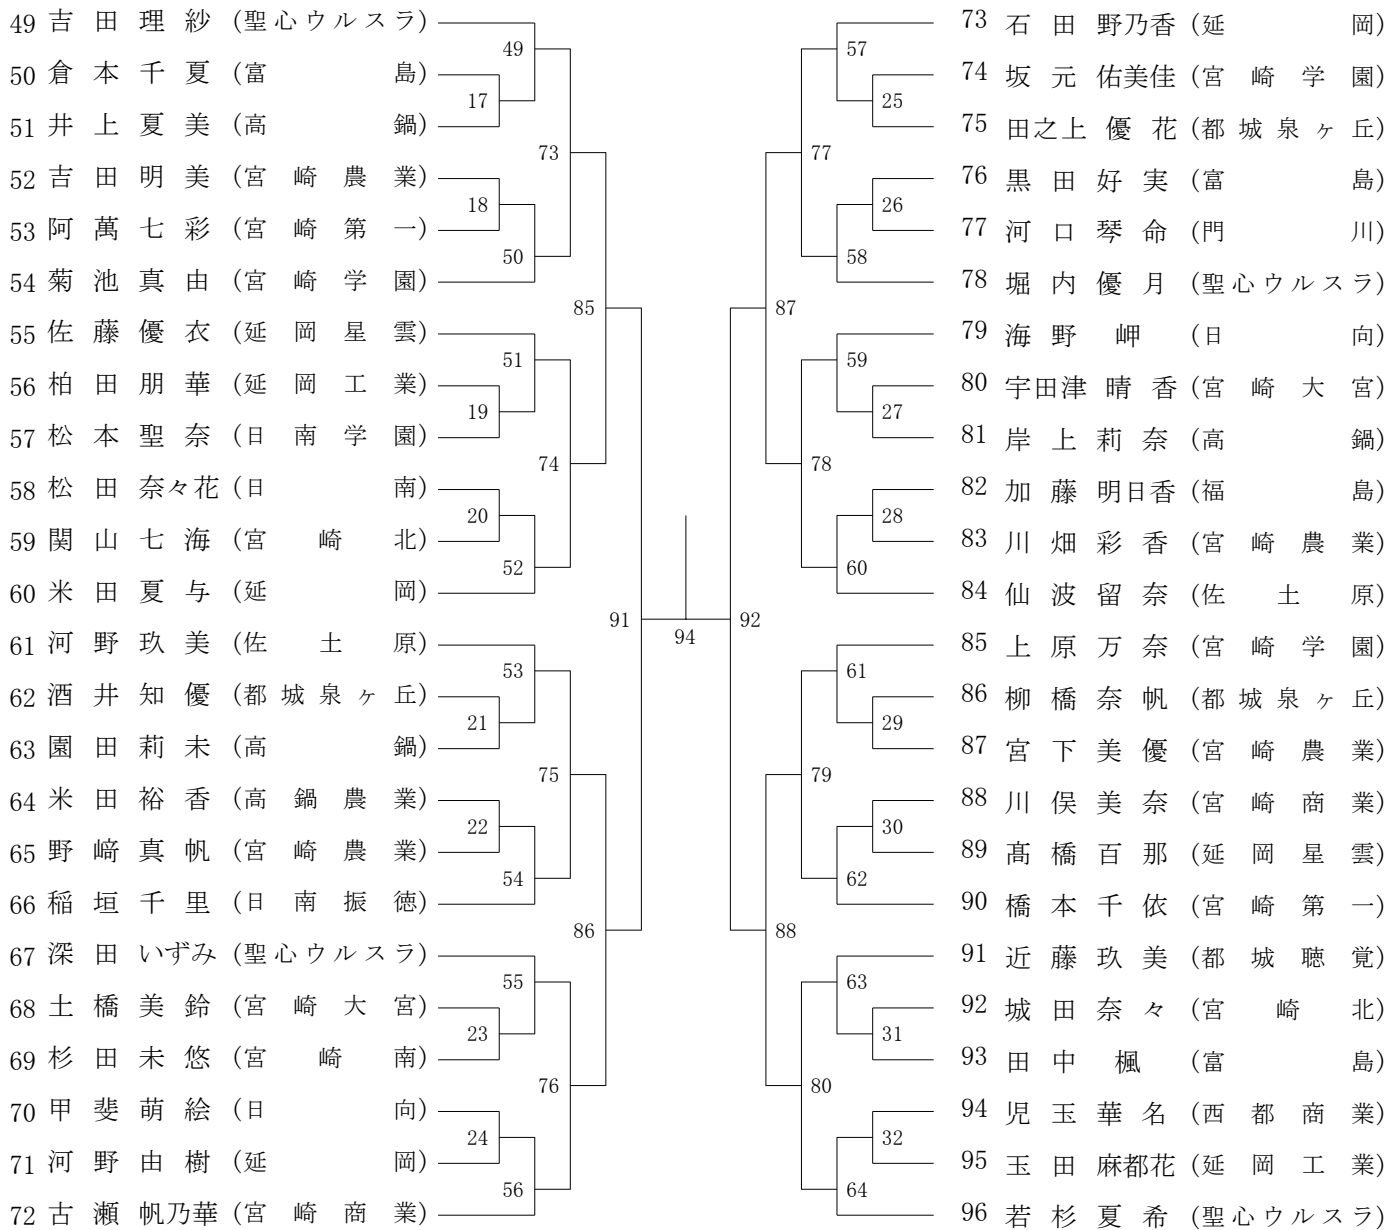 49 吉田理紗 (聖心ウルスラ)
50 倉本千夏 (富島)
51 井上夏美 (高鍋)
52 吉田明美 (宮崎農業)
53 阿萬七彩 (宮崎第一)
54 菊池真由 (宮崎学園)
55 佐藤優衣 (延岡星雲)
56 柏田朋華 (延岡工業)
57 松本聖奈 (日南学園)
58 松田奈々花 (日南)
59 関山七海 (宮崎北)
60 米田夏与 (延岡)
61 河野玖美 (佐土原)
62 酒井知優 (都城泉ヶ丘)
63 園田莉未 (高鍋)
64 米田裕香 (高鍋農業)
65 野﨑真帆 (宮崎農業)
66 稲垣千里 (日南振徳)
67 深田いずみ (聖心ウルスラ)
68 土橋美鈴 (宮崎大宮)
69 杉田未悠 (宮崎南)
70 甲斐萌絵 (日向)
71 河野由樹 (延岡)
72 古瀬帆乃華 (宮崎商業)
49
17
18
50
51
19
20
52
53
21
22
54
55
23
24
56
73
74
75
76
85
86
91
94
92
87
88
77
78
79
80
57
25
26
58
59
27
28
60
61
29
30
62
63
31
32
64
73 石田野乃香 (延岡)
74 坂元佑美佳 (宮崎学園)
75 田之上優花 (都城泉ヶ丘)
76 黒田好実 (富島)
77 河口琴命 (門川)
78 堀内優月 (聖心ウルスラ)
79 海野岬 (日向)
80 宇田津晴香 (宮崎大宮)
81 岸上莉奈 (高鍋)
82 加藤明日香 (福島)
83 川畑彩香 (宮崎農業)
84 仙波留奈 (佐土原)
85 上原万奈 (宮崎学園)
86 柳橋奈帆 (都城泉ヶ丘)
87 宮下美優 (宮崎農業)
88 川俣美奈 (宮崎商業)
89 髙橋百那 (延岡星雲)
90 橋本千依 (宮崎第一)
91 近藤玖美 (都城聴覚)
92 城田奈々 (宮崎北)
93 田中楓 (富島)
94 児玉華名 (西都商業)
95 玉田麻都花 (延岡工業)
96 若杉夏希 (聖心ウルスラ)